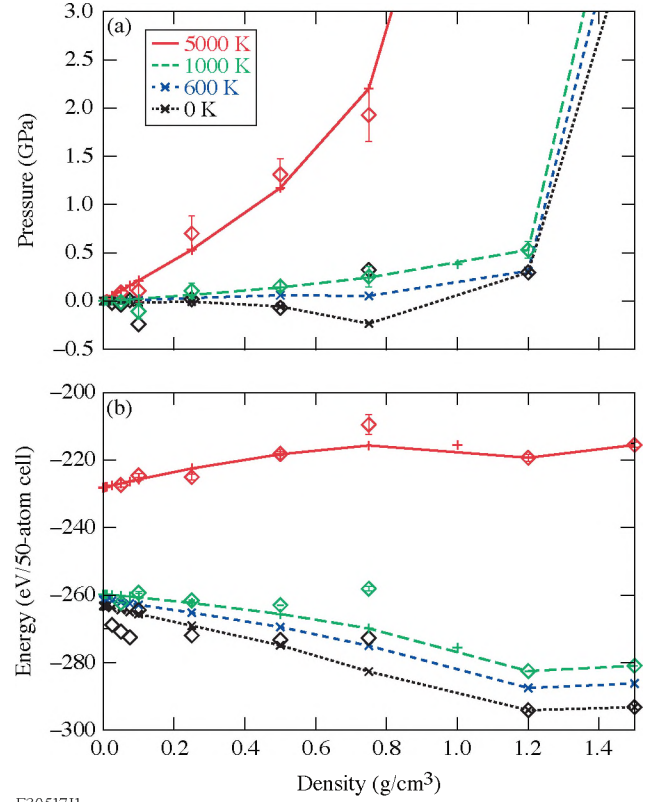 3.0
(a)
5000 K
1000 K
600 K
0 K
2.5
2.0
1.5
1.0
0.5
0.0
−0.5
Pressure (GPa)
−200
(b)
−220
−240
−260
−280
−300
Energy (eV/50-atom cell)
0.0 0.2 0.4 0.6 0.8 1.0 1.2 1.4
Density (g/cm³)